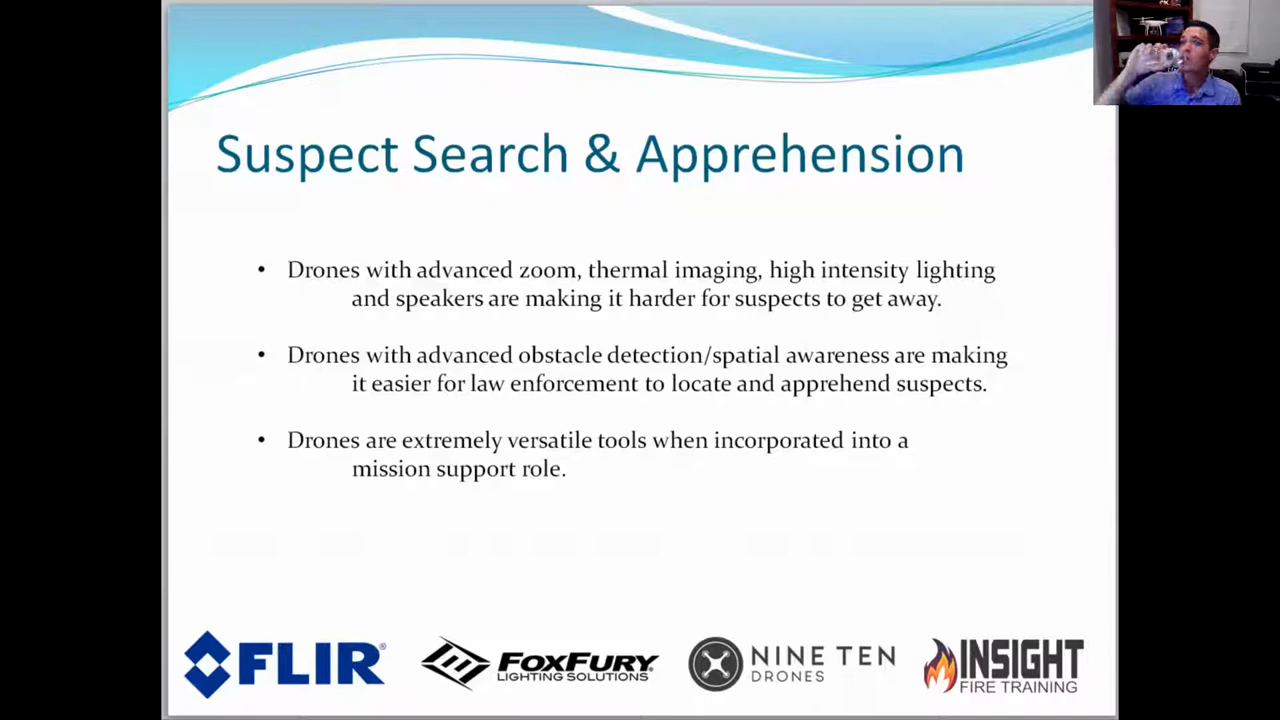 Suspect Search & Apprehension
• Drones with advanced zoom, thermal imaging, high intensity lighting
and speakers are making it harder for suspects to get away.
• Drones with advanced obstacle detection/spatial awareness are making
it easier for law enforcement to locate and apprehend suspects.
• Drones are extremely versatile tools when incorporated into a
mission support role.
FLIR®
FOXFURY
LIGHTING SOLUTIONS
NINE TEN
DRONES
INSIGHT
FIRE TRAINING